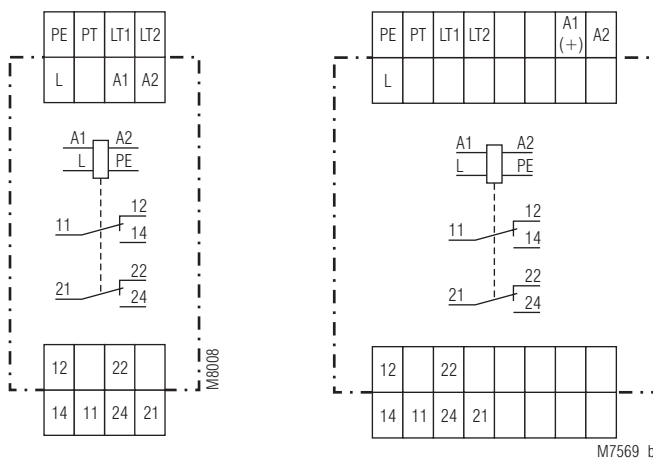 PE PT LT1 LT2
L A1 A2
A1 A2
L PE
12
11
14
22
21
24
12 22
14 11 24 21
M8008
PE PT LT1 LT2 A1 (+) A2
L
A1 A2
L PE
12
11
14
22
21
24
12 22
14 11 24 21
M7569_b